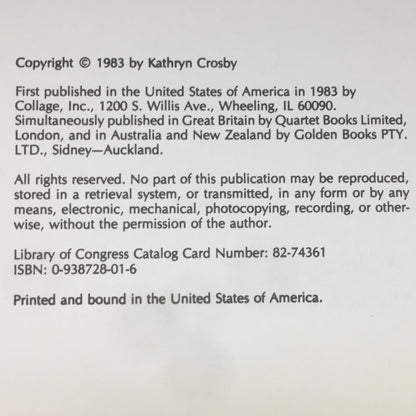 Copyright © 1983 by Kathryn Crosby
First published in the United States of America in 1983 by
Collage, Inc., 1200 S. Willis Ave., Wheeling, IL 60090.
Simultaneously published in Great Britain by Quartet Books Limited,
London, and in Australia and New Zealand by Golden Books PTY.
LTD., Sidney—Auckland.
All rights reserved. No part of this publication may be reproduced,
stored in a retrieval system, or transmitted, in any form or by any
means, electronic, mechanical, photocopying, recording, or other-
wise, without the permission of the author.
Library of Congress Catalog Card Number: 82-74361
ISBN: 0-938728-01-6
Printed and bound in the United States of America.